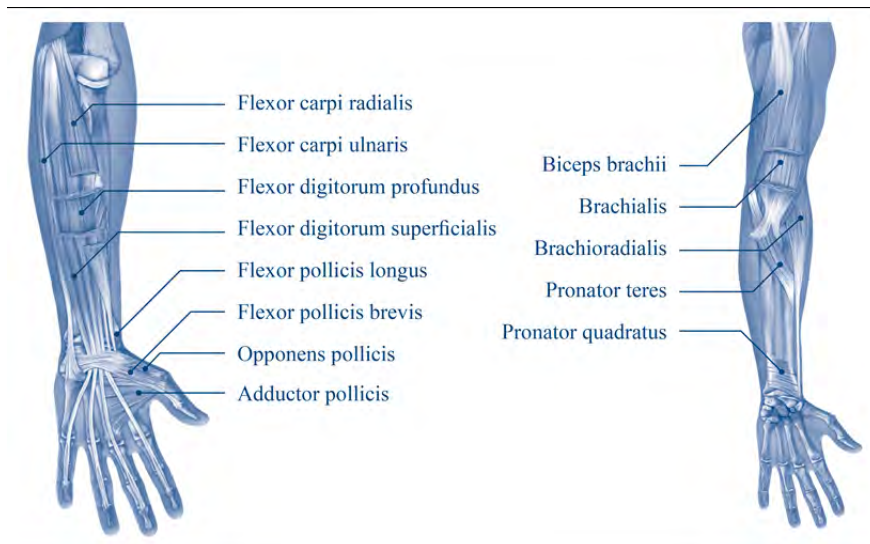 Flexor carpi radialis
Flexor carpi ulnaris
Flexor digitorum profundus
Flexor digitorum superficialis
Flexor pollicis longus
Flexor pollicis brevis
Opponens pollicis
Adductor pollicis
Biceps brachii
Brachialis
Brachioradialis
Pronator teres
Pronator quadratus